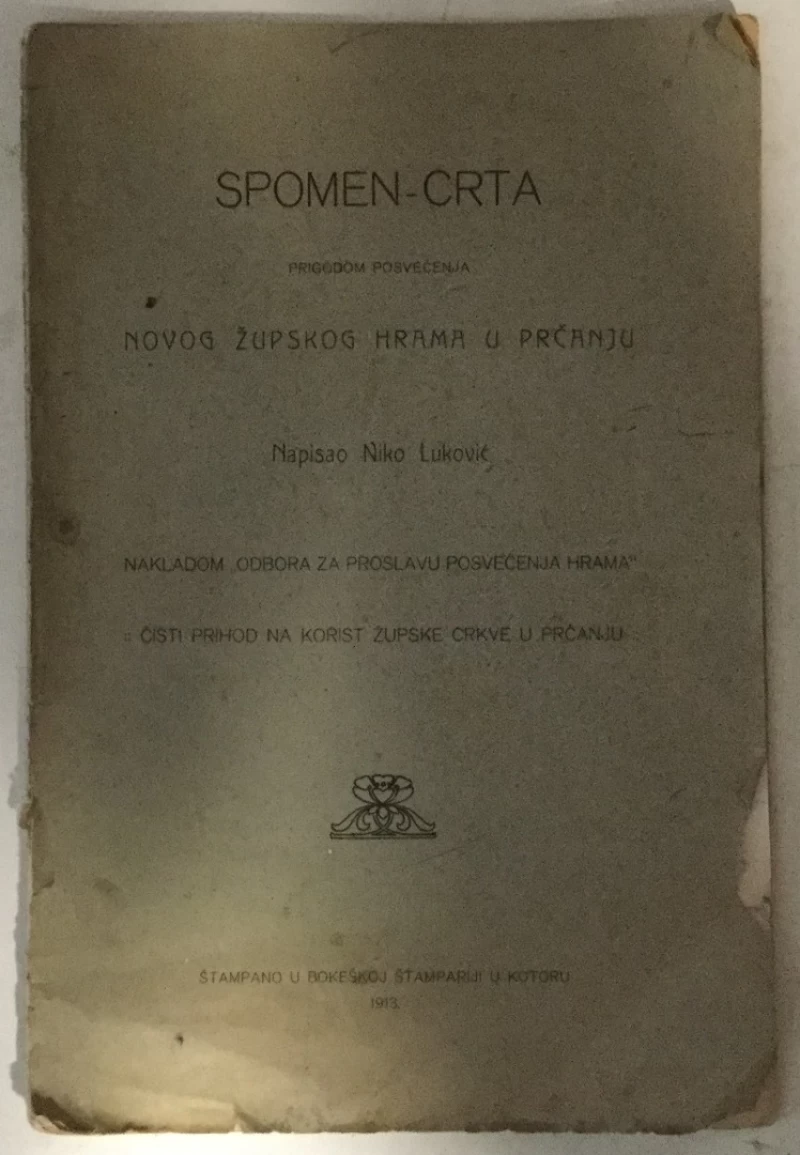 SPOMEN-CRTA
PRIGODOM POSVEĆENJA
NOVOG ŽUPSKOG HRAMA U PRČANJU
Napisao Niko Luković
NAKLADOM „ODBORA ZA PROSLAVU POSVEĆENJA HRAMA“
:: ČISTI PRIHOD NA KORIST ŽUPSKE CRKVE U PRČANJU ::
ŠTAMPANO U BOKEŠKOJ ŠTAMPARIJI U KOTORU
1913.